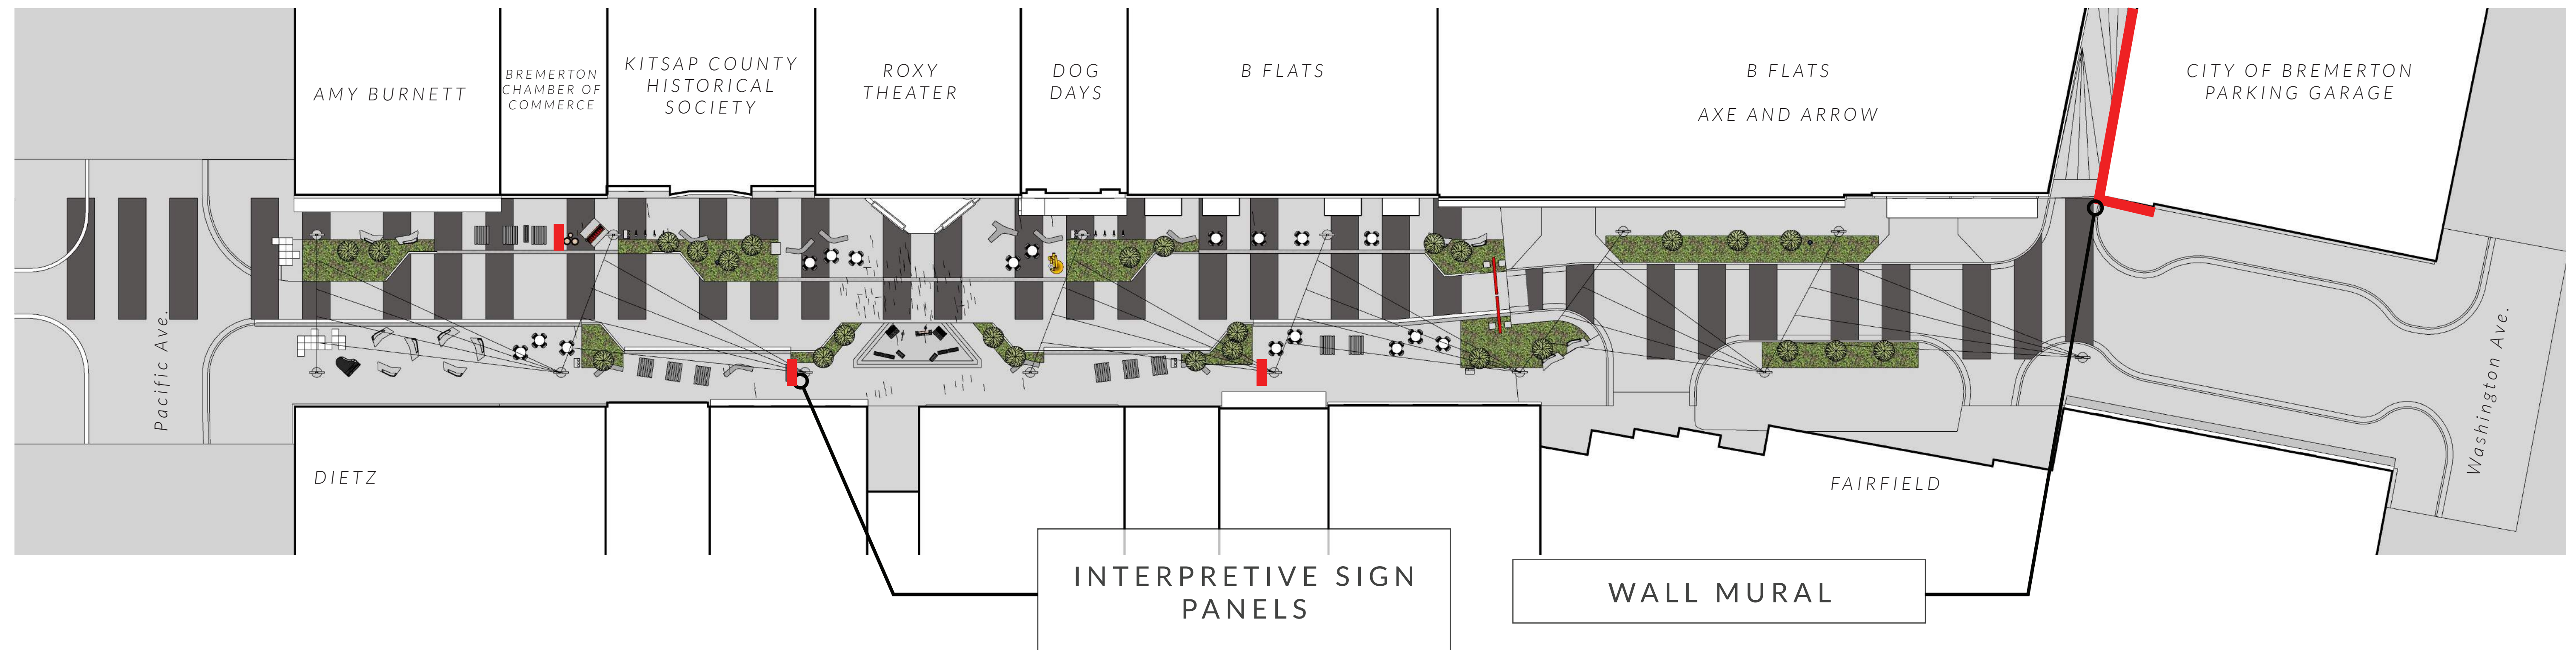 AMY BURNETT
BREMERTON
CHAMBER OF
COMMERCE
KITSAP COUNTY
HISTORICAL
SOCIETY
ROXY
THEATER
DOG
DAYS
B FLATS
B FLATS
AXE AND ARROW
CITY OF BREMERTON
PARKING GARAGE
Pacific Ave.
Washington Ave.
DIETZ
FAIRFIELD
INTERPRETIVE SIGN
PANELS
WALL MURAL